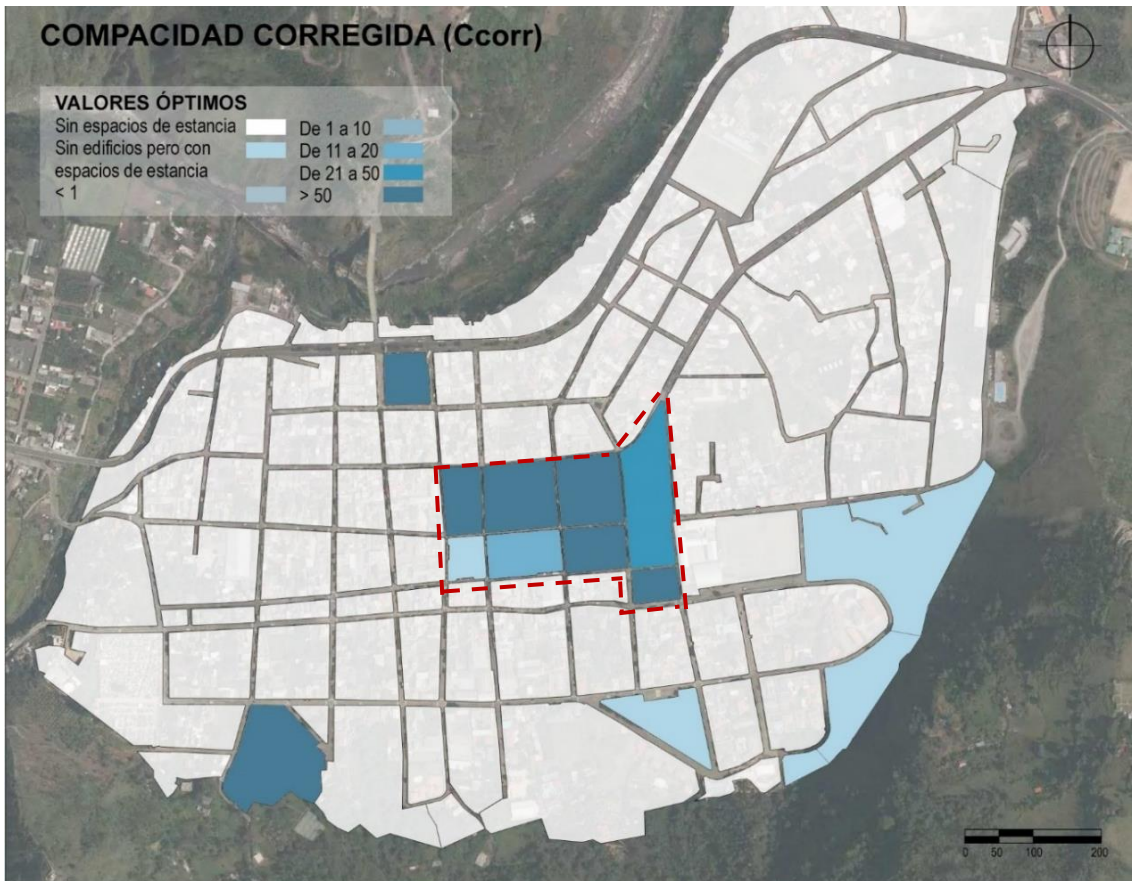 COMPACIDAD CORREGIDA (Ccorr)
VALORES ÓPTIMOS
Sin espacios de estancia
Sin edificios pero con
espacios de estancia
< 1
De 1 a 10
De 11 a 20
De 21 a 50
> 50
0 50 100 200